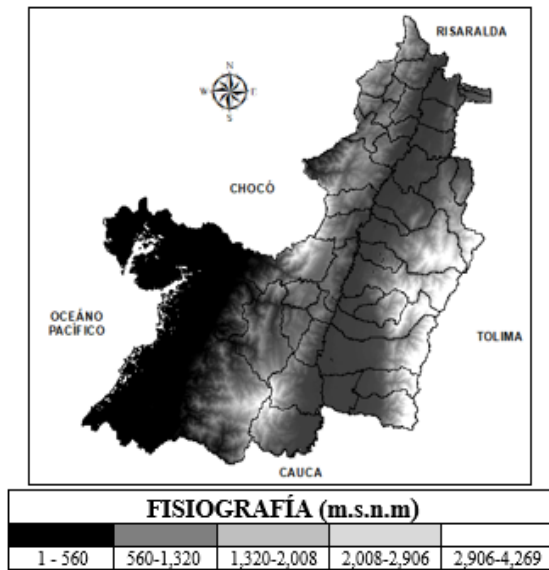 RISARALDA
N
W E
S
CHOCÓ
OCEÁNO
PACÍFICO
TOLIMA
CAUCA
FISIOGRAFÍA (m.s.n.m)
1 - 560 560-1,320 1,320-2,008 2,008-2,906 2,906-4,269